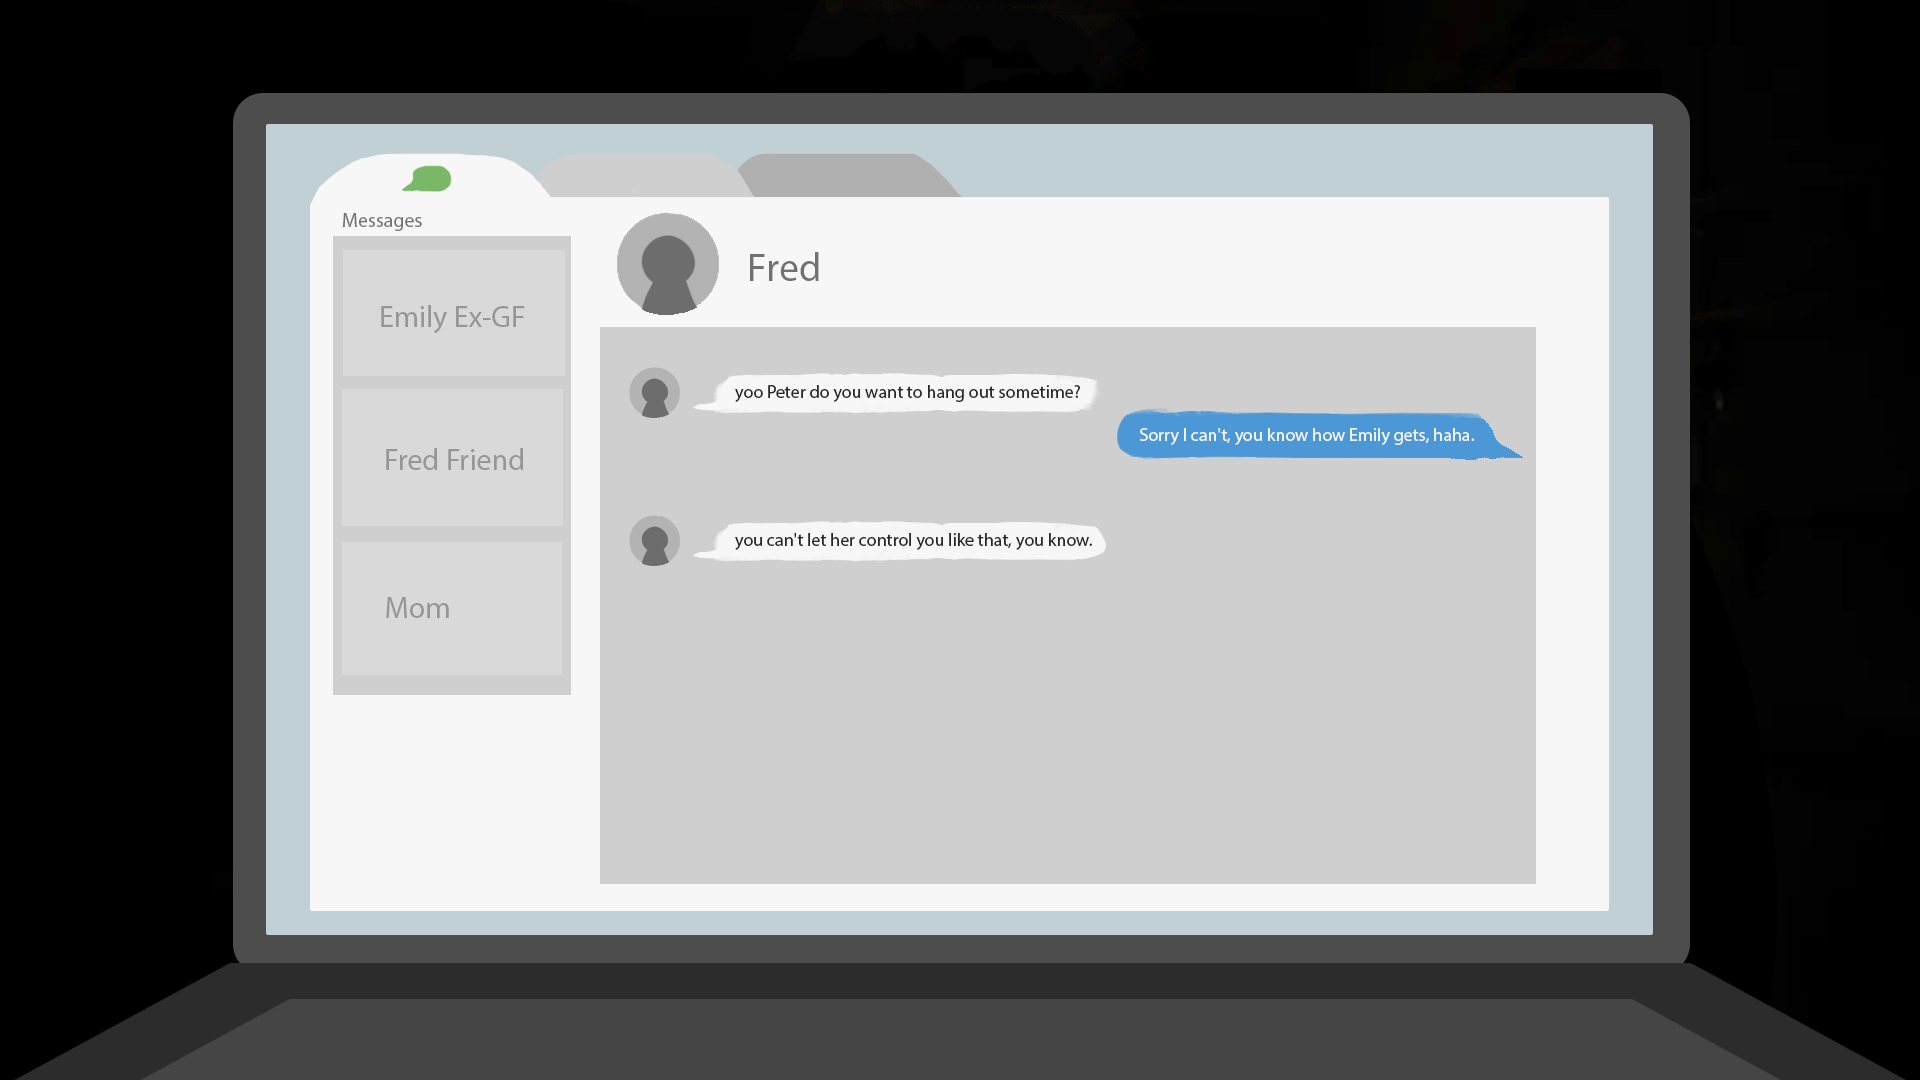 Messages
Emily Ex-GF
Fred Friend
Mom
Fred
yoo Peter do you want to hang out sometime?
Sorry I can't, you know how Emily gets, haha.
you can't let her control you like that, you know.